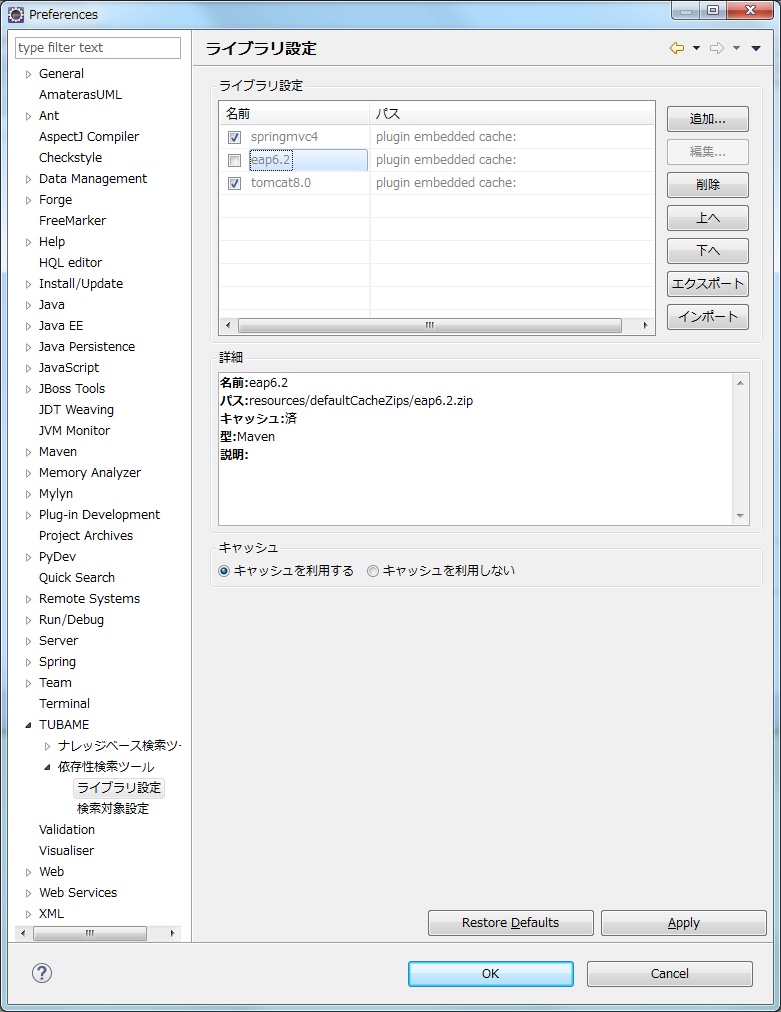 Preferences
type filter text
General
AmaterasUML
Ant
AspectJ Compiler
Checkstyle
Data Management
Forge
FreeMarker
Help
HQL editor
Install/Update
Java
Java EE
Java Persistence
JavaScript
JBoss Tools
JDT Weaving
JVM Monitor
Maven
Memory Analyzer
Mylyn
Plug-in Development
Project Archives
PyDev
Quick Search
Remote Systems
Run/Debug
Server
Spring
Team
Terminal
TUBAME
ナレッジベース検索ツー
依存性検索ツール
ライブラリ設定
検索対象設定
Validation
Visualiser
Web
Web Services
XML
ライブラリ設定
ライブラリ設定
名前 パス
springmvc4 plugin embedded cache:
eap6.2 plugin embedded cache:
tomcat8.0 plugin embedded cache:
追加...
編集...
削除
上へ
下へ
エクスポート
インポート
詳細
名前:eap6.2
パス:resources/defaultCacheZips/eap6.2.zip
キャッシュ:済
型:Maven
説明:
キャッシュ
キャッシュを利用する キャッシュを利用しない
Restore Defaults Apply
OK Cancel